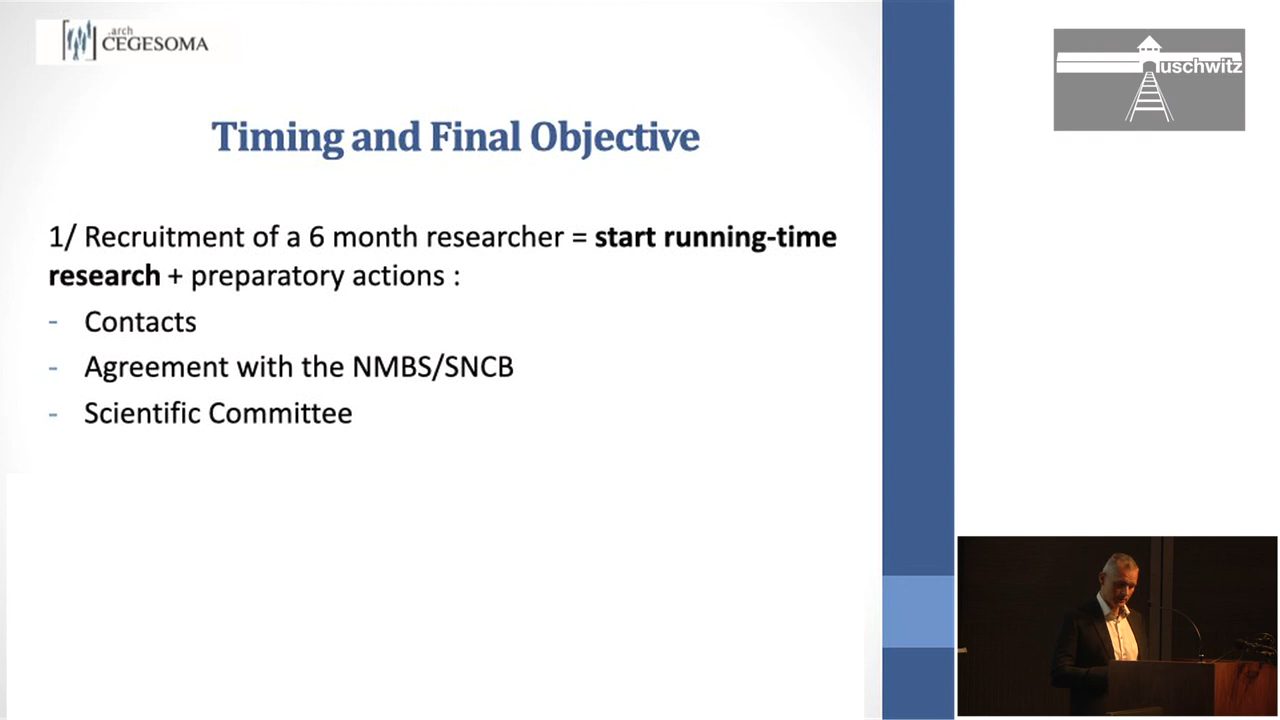 .arch
CEGESOMA
uschwitz
Timing and Final Objective
1/ Recruitment of a 6 month researcher = start running-time
research + preparatory actions :
- Contacts
- Agreement with the NMBS/SNCB
- Scientific Committee